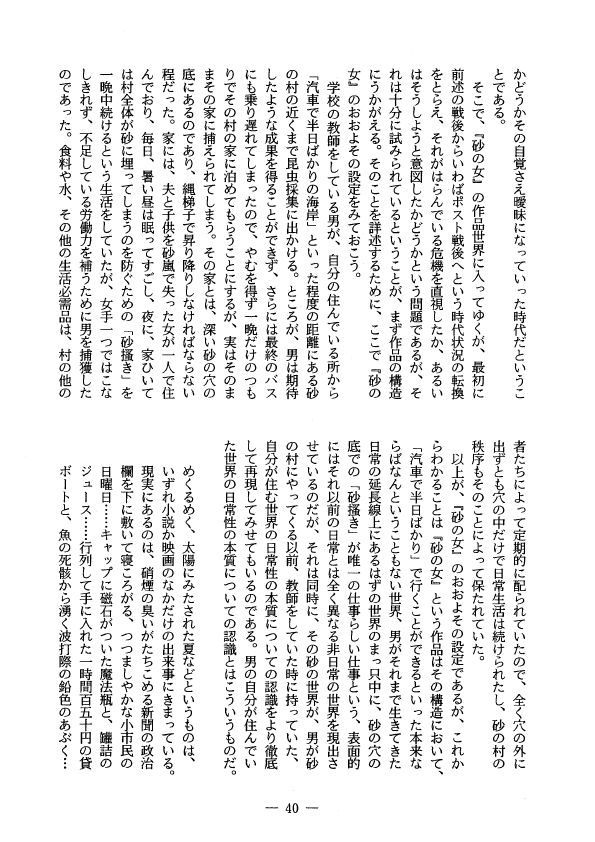 かどうかその自覚さえ曖昧になっていった時代だというこ
とである。
そこで、『砂の女』の作品世界に入ってゆくが、最初に
前述の戦後からいわばポスト戦後へという時代状況の転換
をとらえ、それがはらんでいる危機を直視したか、あるい
はそうしようと意図したかどうかという問題であるが、そ
れは十分に試みられているということが、まず作品の構造
にうかがえる。そのことを詳述するために、ここで『砂の
女』のおおよその設定をみておこう。
学校の教師をしている男が、自分の住んでいる所から
「汽車で半日ばかりの海岸」といった程度の距離にある砂
の村の近くまで昆虫採集に出かける。ところが、男は期待
したような成果を得ることができず、さらには最終のバス
にも乗り遅れてしまったので、やむを得ず一晩だけのつも
りでその村の家に泊めてもらうことにするが、実はそのま
まその家に捕えられてしまう。その家とは、深い砂の穴の
底にあるのであり、縄梯子で昇り降りしなければならない
程だった。家には、夫と子供を砂嵐で失った女が一人で住
んでおり、毎日、暑い昼は眠ってすごし、夜に、家ひいて
は村全体が砂に埋ってしまうのを防ぐための「砂搔き」を
一晩中続けるという生活をしていたが、女手一つではこな
しきれず、不足している労働力を補うために男を捕獲した
のであった。食料や水、その他の生活必需品は、村の他の
者たちによって定期的に配られていたので、全く穴の外に
出ずとも穴の中だけで日常生活は続けられたし、砂の村の
秩序もそのことによって保たれていた。
以上が、『砂の女』のおおよその設定であるが、これか
らわかることは『砂の女』という作品はその構造において、
「汽車で半日ばかり」で行くことができるといった本来な
らばなんということもない世界、男がそれまで生きてきた
日常の延長線上にあるはずの世界のまっ只中に、砂の穴の
底での「砂搔き」が唯一の仕事らしい仕事という、表面的
にはそれ以前の日常とは全く異なる非日常の世界を現出さ
せているのだが、それは同時に、その砂の世界が、男が砂
の村にやってくる以前、教師をしていた時に持っていた、
自分が住む世界の日常性の本質についての認識をより徹底
して再現してみせてもいるのである。男の自分が住んでい
た世界の日常性の本質についての認識とはこういうものだ。
めくるめく、太陽にみたされた夏などというものは、
いずれ小説か映画のなかだけの出来事にきまっている。
現実にあるのは、硝煙の臭いがたちこめる新聞の政治
欄を下に敷いて寝ころがる、つつましやかな小市民の
日曜日……キャップに磁石がついた魔法瓶と、罐詰の
ジュース……行列して手に入れた一時間百五十円の貸
ボートと、魚の死骸から湧く波打際の鉛色のあぶく…
― 40 ―